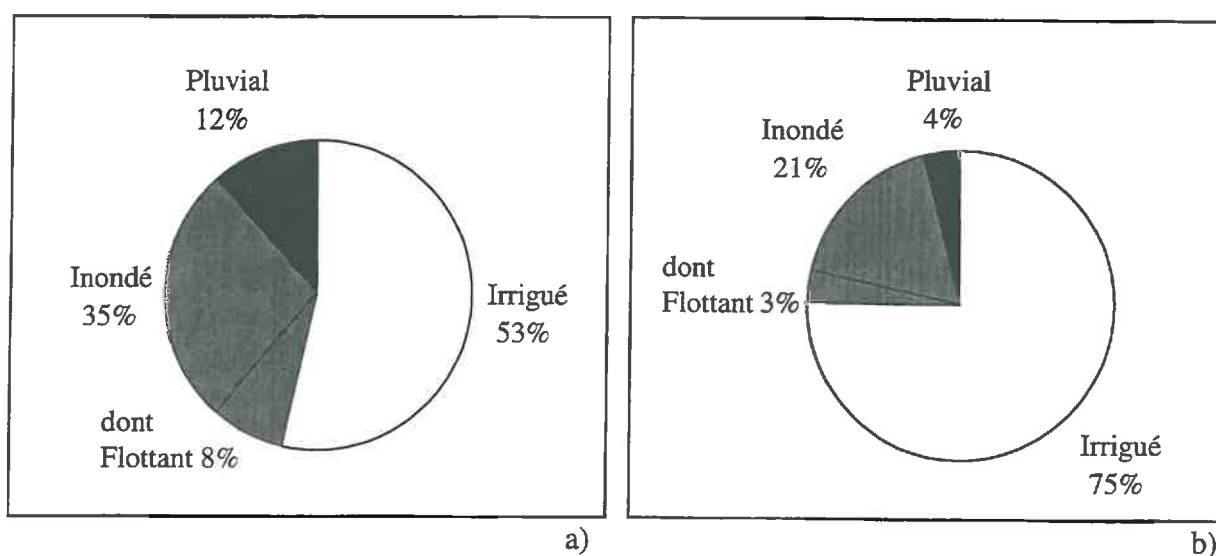 Pluvial
12%
Inondé
35%
Irrigué
53%
dont
Flottant 8%
a)
Pluvial
4%
Inondé
21%
dont
Flottant 3%
Irrigué
75%
b)